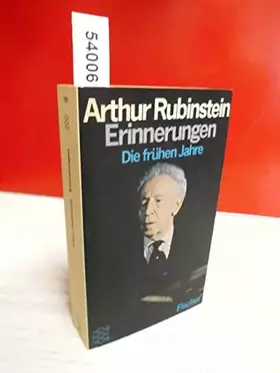 54006
Arthur Rubinstein
Erinnerungen
Die frühen Jahre
Fischer